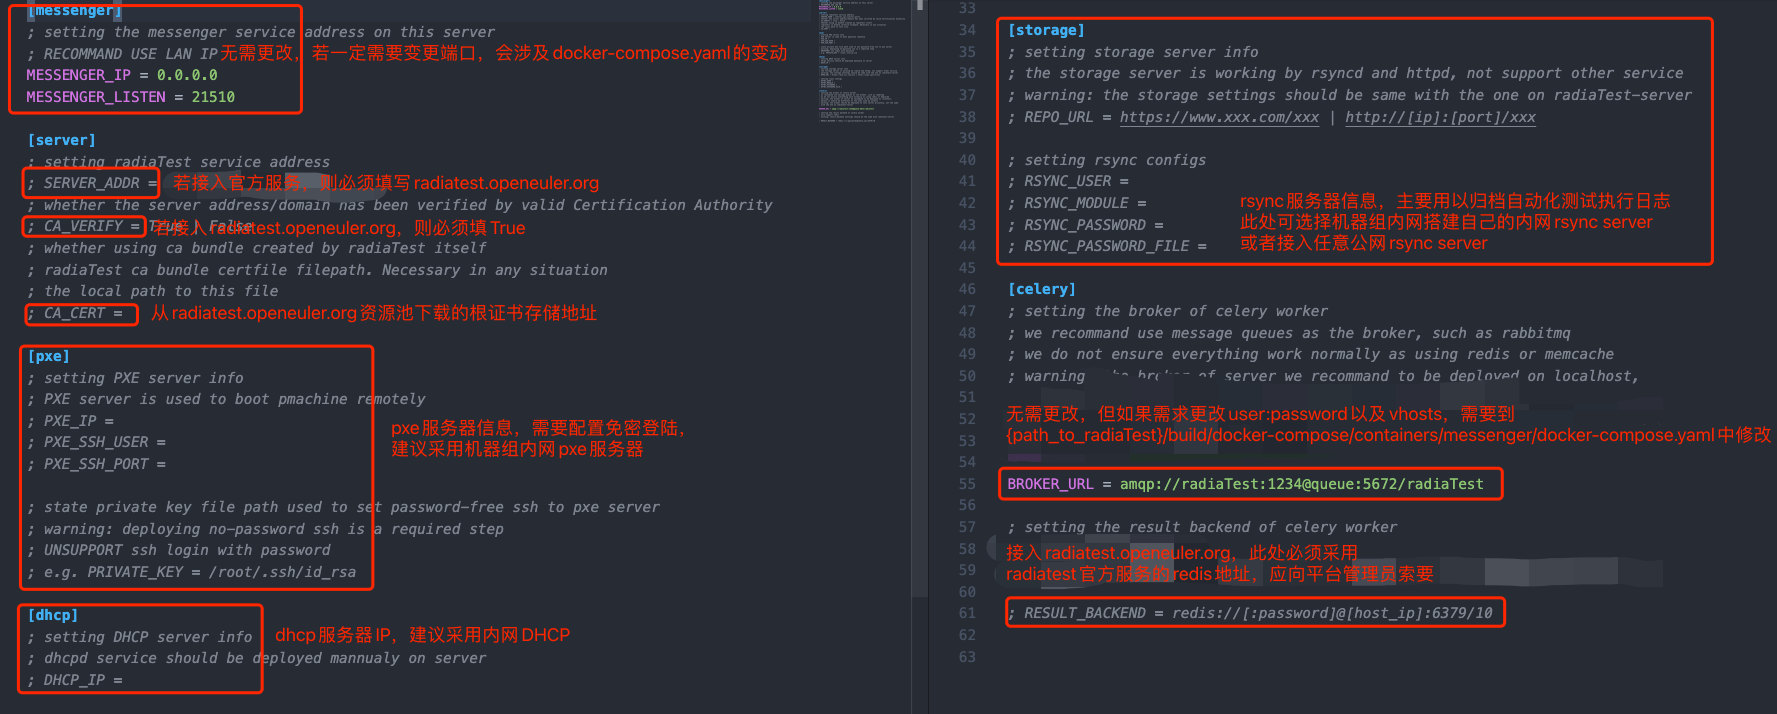 [messenger]
; setting the messenger service address on this server
; RECOMMAND USE LAN IP 无需更改，若一定需要变更端口，会涉及docker-compose.yaml的变动
MESSENGER_IP = 0.0.0.0
MESSENGER_LISTEN = 21510
[server]
; setting radiaTest service address
; SERVER_ADDR = 若接入官方服务，则必须填写radiatest.openeuler.org
; whether the server address/domain has been verified by valid Certification Authority
; CA_VERIFY = True | False 若接入radiatest.openeuler.org，则必须填True
; whether using ca bundle created by radiaTest itself
; radiaTest ca bundle certfile filepath. Necessary in any situation
; the local path to this file
; CA_CERT = 从radiatest.openeuler.org资源池下载的根证书存储地址
[pxe]
; setting PXE server info
; PXE server is used to boot pmachine remotely
; PXE_IP =
; PXE_SSH_USER =
; PXE_SSH_PORT =
pxe服务器信息，需要配置免密登陆，
建议采用机器组内网pxe服务器
; state private key file path used to set password-free ssh to pxe server
; warning: deploying no-password ssh is a required step
; UNSUPPORT ssh login with password
; e.g. PRIVATE_KEY = /root/.ssh/id_rsa
[dhcp]
; setting DHCP server info dhcp服务器IP，建议采用内网DHCP
; dhcpd service should be deployed mannualy on server
; DHCP_IP =
33
34 [storage]
35 ; setting storage server info
36 ; the storage server is working by rsyncd and httpd, not support other service
37 ; warning: the storage settings should be same with the one on radiaTest-server
38 ; REPO_URL = https://www.xxx.com/xxx | http://[ip]:[port]/xxx
39
40 ; setting rsync configs
41 ; RSYNC_USER =
42 ; RSYNC_MODULE =
43 ; RSYNC_PASSWORD =
44 ; RSYNC_PASSWORD_FILE =
rsync服务器信息，主要用以归档自动化测试执行日志
此处可选择机器组内网搭建自己的内网rsync server
或者接入任意公网rsync server
45
46 [celery]
47 ; setting the broker of celery worker
48 ; we recommand use message queues as the broker, such as rabbitmq
49 ; we do not ensure everything work normally as using redis or memcache
50 ; warning the broker of server we recommand to be deployed on localhost,
51
52 无需更改，但如果需求更改user:password以及vhosts，需要到
53 {path_to_radiaTest}/build/docker-compose/containers/messenger/docker-compose.yaml中修改
54
55 BROKER_URL = amqp://radiaTest:1234@queue:5672/radiaTest
56
57 ; setting the result backend of celery worker
58 接入radiatest.openeuler.org，此处必须采用
59 radiatest官方服务的redis地址，应向平台管理员索要
60
61 ; RESULT_BACKEND = redis://[:password]@[host_ip]:6379/10
62
63